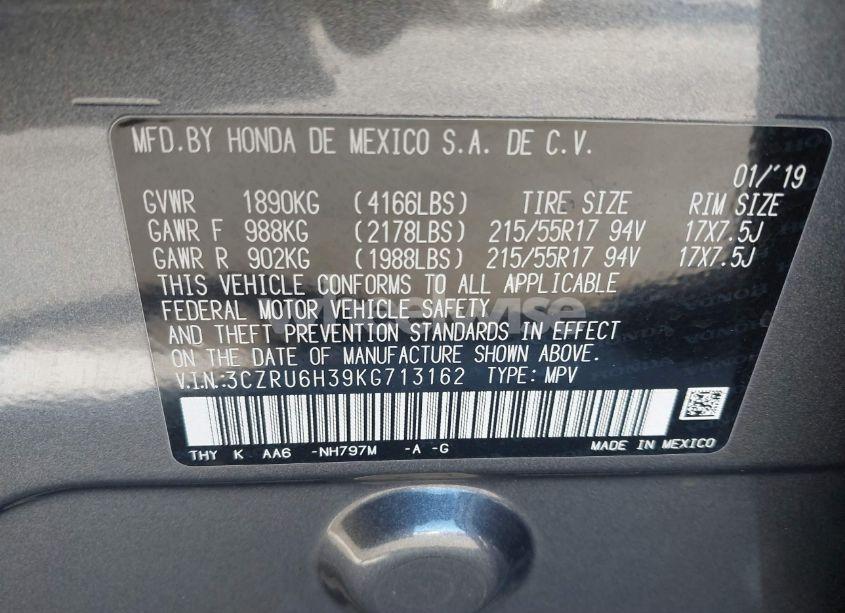 MFD.BY HONDA DE MEXICO S.A. DE C.V.
01/'19
GVWR 1890KG (4166LBS) TIRE SIZE RIM SIZE
GAWR F 988KG (2178LBS) 215/55R17 94V 17X7.5J
GAWR R 902KG (1988LBS) 215/55R17 94V 17X7.5J
THIS VEHICLE CONFORMS TO ALL APPLICABLE
FEDERAL MOTOR VEHICLE SAFETY
AND THEFT PREVENTION STANDARDS IN EFFECT
ON THE DATE OF MANUFACTURE SHOWN ABOVE.
V.I.N.:3CZRU6H39KG713162 TYPE: MPV
THY K AA6 -NH797M -A -G MADE IN MEXICO